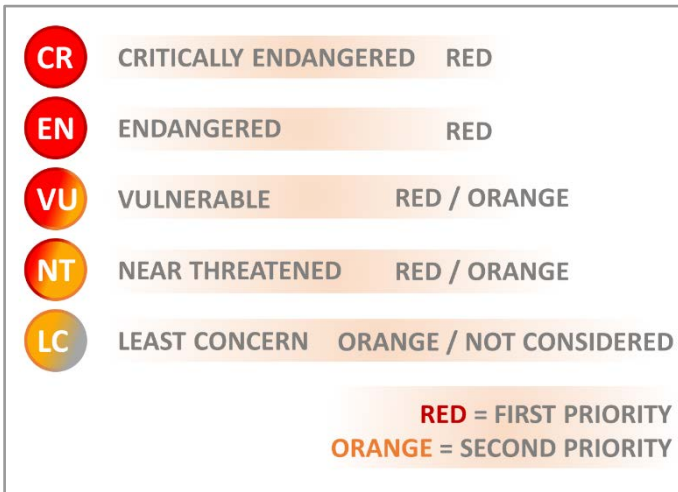 CR CRITICALLY ENDANGERED RED
EN ENDANGERED RED
VU VULNERABLE RED / ORANGE
NT NEAR THREATENED RED / ORANGE
LC LEAST CONCERN ORANGE / NOT CONSIDERED
RED = FIRST PRIORITY
ORANGE = SECOND PRIORITY